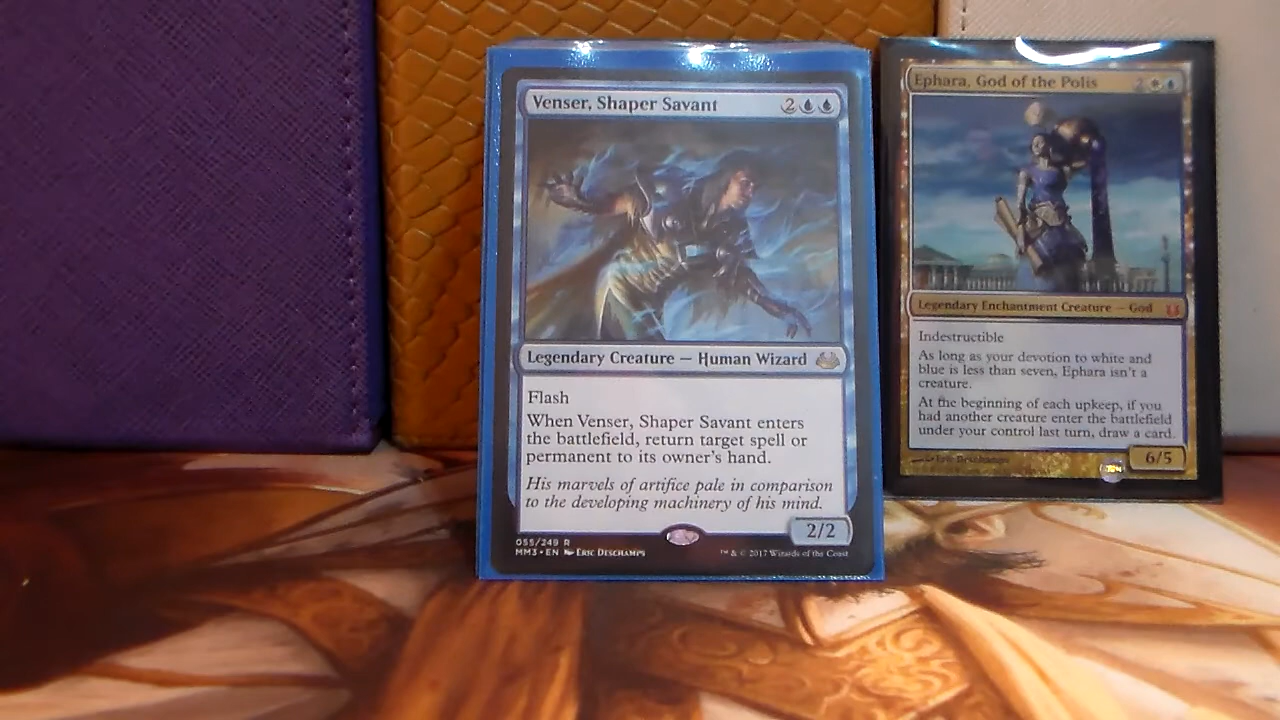 Venser, Shaper Savant 2
Legendary Creature — Human Wizard
Flash
When Venser, Shaper Savant enters
the battlefield, return target spell or
permanent to its owner's hand.
His marvels of artifice pale in comparison
to the developing machinery of his mind.
2/2
055/249 R
MM3 • EN Eric Deschamps
™ & © 2017 Wizards of the Coast
Ephara, God of the Polis 2
Legendary Enchantment Creature — God
Indestructible
As long as your devotion to white and
blue is less than seven, Ephara isn't a
creature.
At the beginning of each upkeep, if you
had another creature enter the battlefield
under your control last turn, draw a card.
Eric Deschamps
6/5